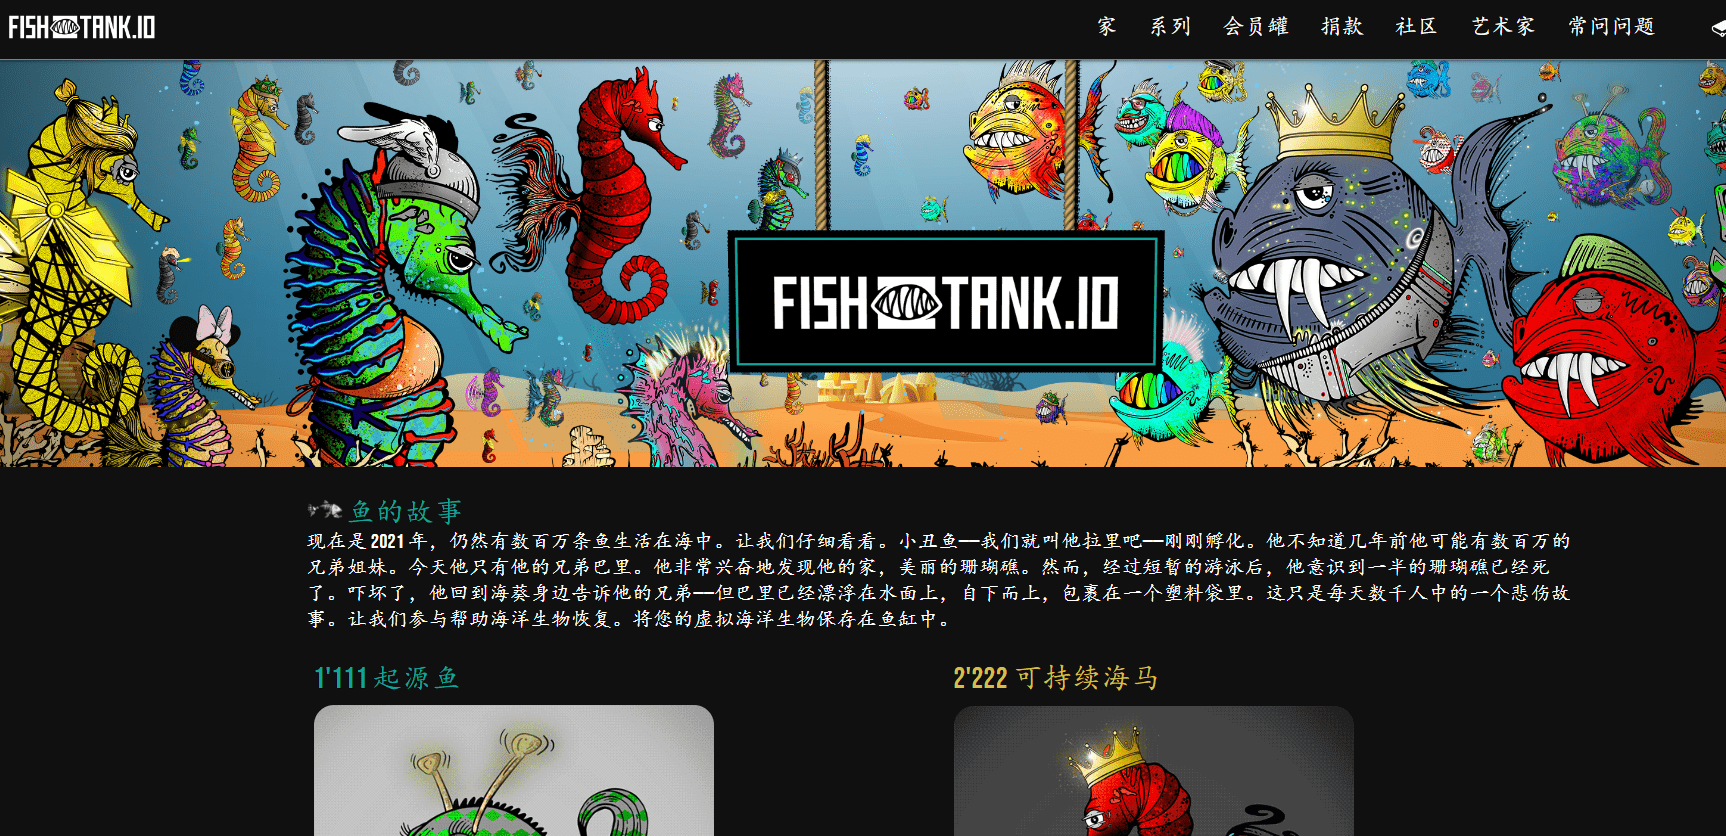 FISH TANK.IO
家 系列 会员罐 捐款 社区 艺术家 常问问题
FISH TANK.IO
鱼的故事
现在是 2021 年，仍然有数百万条鱼生活在海中。让我们仔细看看。小丑鱼——我们就叫他拉里吧——刚刚孵化。他不知道几年前他可能有数百万的
兄弟姐妹。今天他只有他的兄弟巴里。他非常兴奋地发现他的家，美丽的珊瑚礁。然而，经过短暂的游泳后，他意识到一半的珊瑚礁已经死
了。吓坏了，他回到海葵身边告诉他的兄弟——但巴里已经漂浮在水面上，自下而上，包裹在一个塑料袋里。这只是每天数千人中的一个悲伤故
事。让我们参与帮助海洋生物恢复。将您的虚拟海洋生物保存在鱼缸中。
1'111 起源鱼
2'222 可持续海马